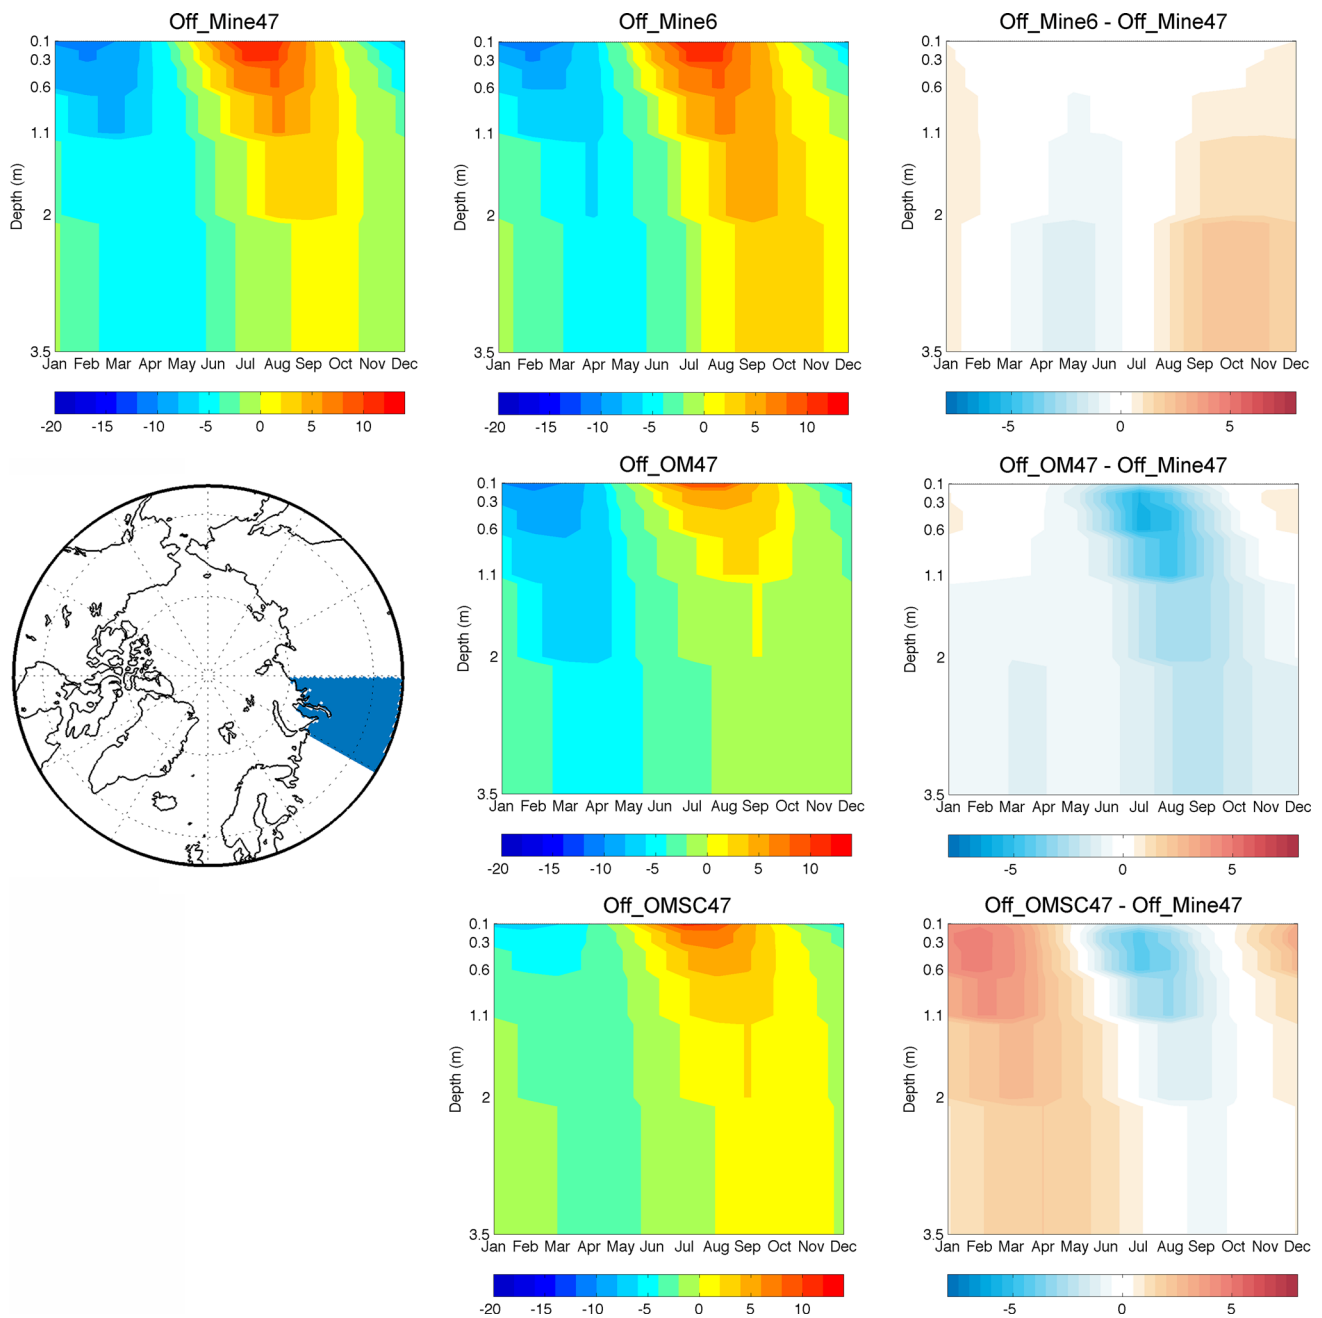 Off_Mine47
Off_Mine6
Off_Mine6 - Off_Mine47
Depth (m)
0.1
0.3
0.6
1.1
2
3.5
Jan Feb Mar Apr May Jun Jul Aug Sep Oct Nov Dec
-20 -15 -10 -5 0 5 10
Depth (m)
0.1
0.3
0.6
1.1
2
3.5
Jan Feb Mar Apr May Jun Jul Aug Sep Oct Nov Dec
-20 -15 -10 -5 0 5 10
Depth (m)
0.1
0.3
0.6
1.1
2
3.5
Jan Feb Mar Apr May Jun Jul Aug Sep Oct Nov Dec
-5 0 5
Off_OM47
Off_OM47 - Off_Mine47
Depth (m)
0.1
0.3
0.6
1.1
2
3.5
Jan Feb Mar Apr May Jun Jul Aug Sep Oct Nov Dec
-20 -15 -10 -5 0 5 10
Depth (m)
0.1
0.3
0.6
1.1
2
3.5
Jan Feb Mar Apr May Jun Jul Aug Sep Oct Nov Dec
-5 0 5
Off_OMSC47
Off_OMSC47 - Off_Mine47
Depth (m)
0.1
0.3
0.6
1.1
2
3.5
Jan Feb Mar Apr May Jun Jul Aug Sep Oct Nov Dec
-20 -15 -10 -5 0 5 10
Depth (m)
0.1
0.3
0.6
1.1
2
3.5
Jan Feb Mar Apr May Jun Jul Aug Sep Oct Nov Dec
-5 0 5